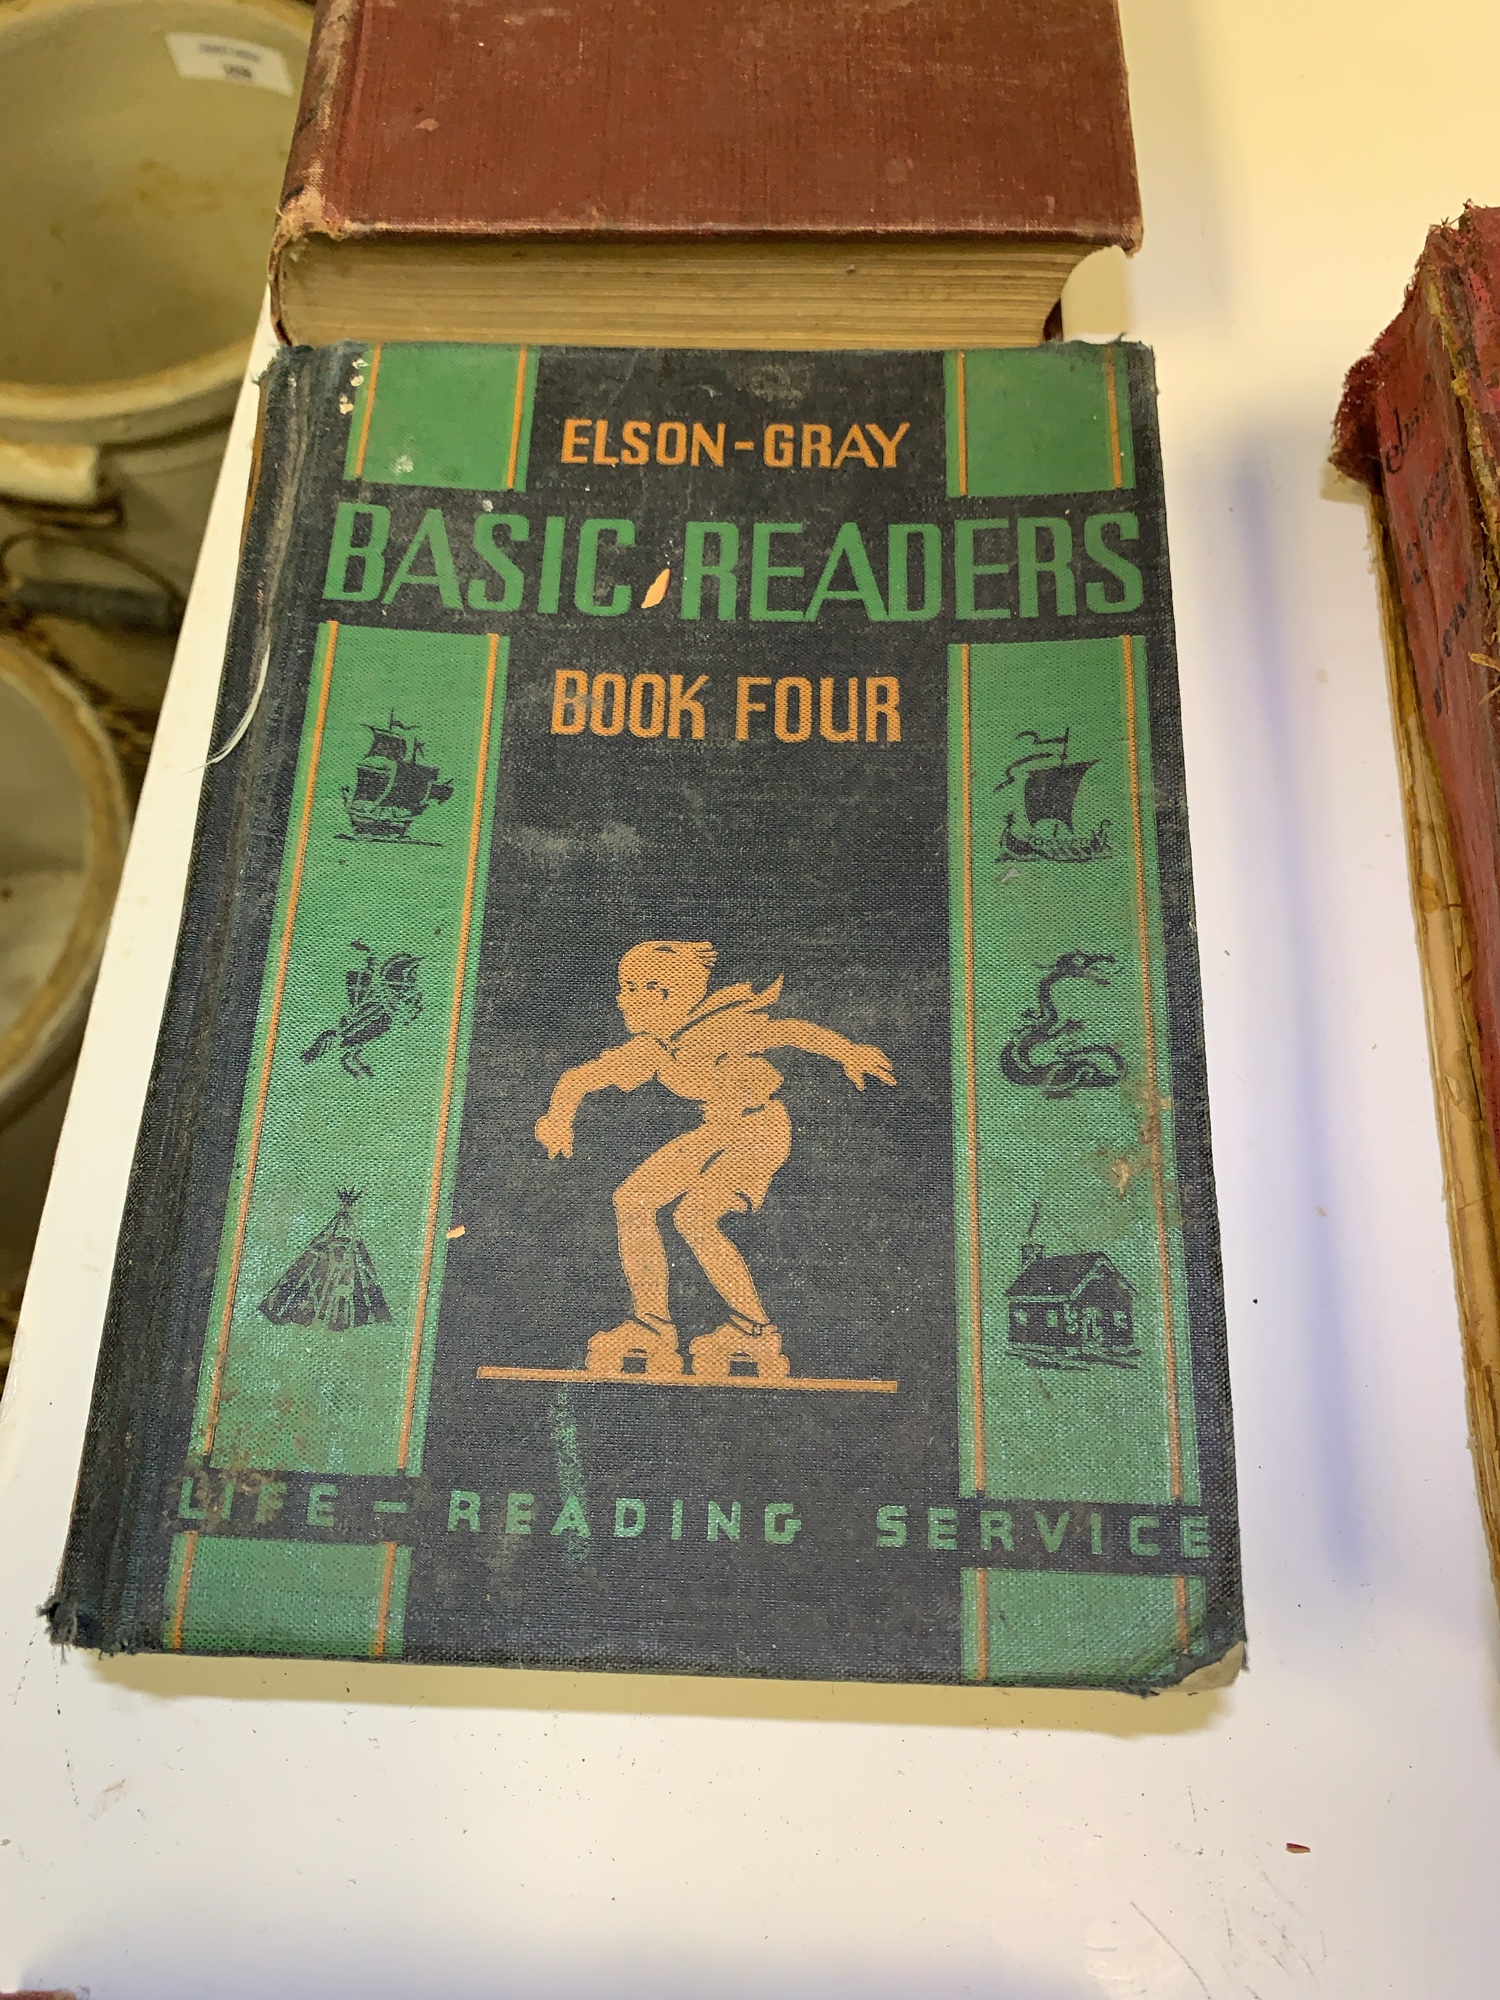 ELSON-GRAY
BASIC READERS
BOOK FOUR
LIFE-READING SERVICE